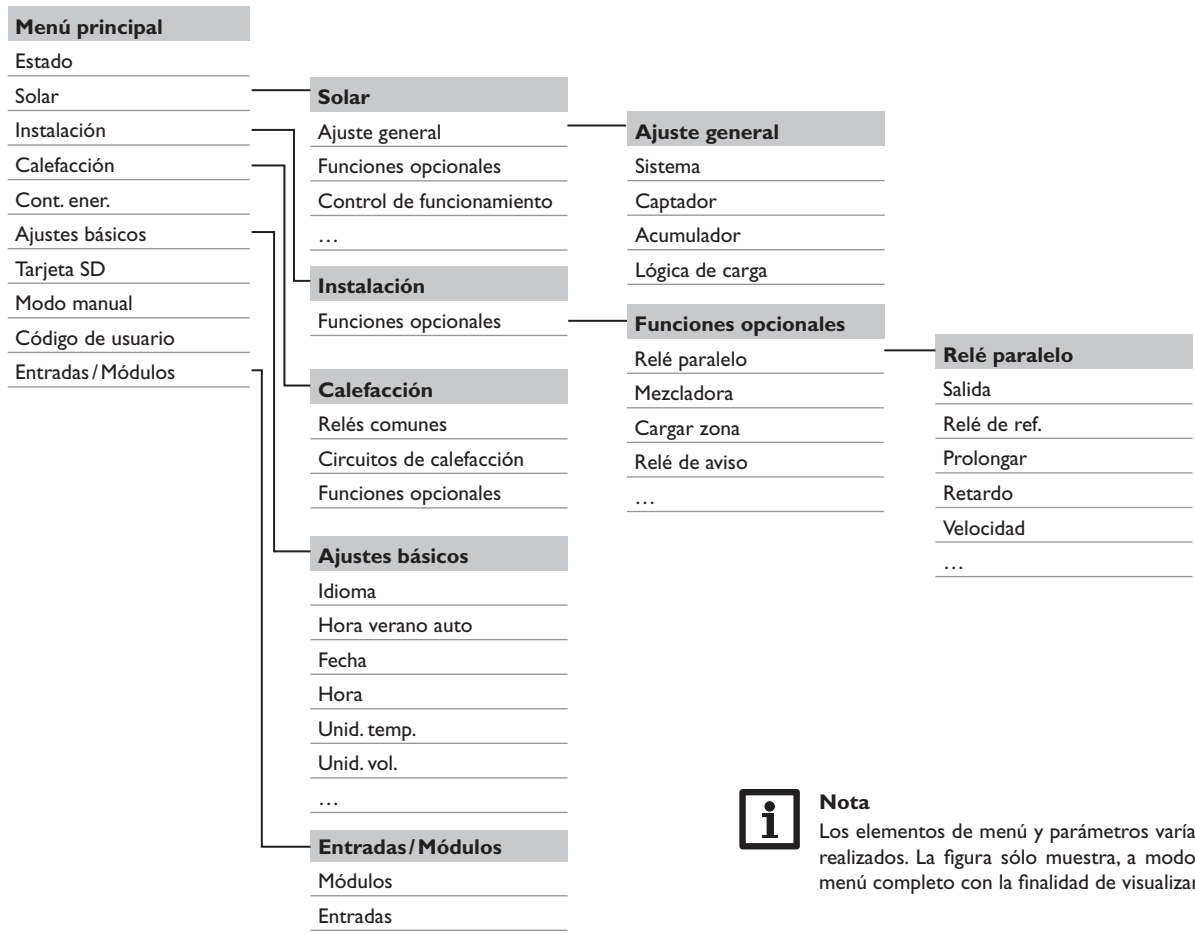 Menú principal
Estado
Solar
Instalación
Calefacción
Cont. ener.
Ajustes básicos
Tarjeta SD
Modo manual
Código de usuario
Entradas/Módulos
Solar
Ajuste general
Funciones opcionales
Control de funcionamiento
…
Instalación
Funciones opcionales
Calefacción
Relés comunes
Circuitos de calefacción
Funciones opcionales
Ajustes básicos
Idioma
Hora verano auto
Fecha
Hora
Unid. temp.
Unid. vol.
…
Entradas/Módulos
Módulos
Entradas
Ajuste general
Sistema
Captador
Acumulador
Lógica de carga
Funciones opcionales
Relé paralelo
Mezcladora
Cargar zona
Relé de aviso
…
Relé paralelo
Salida
Relé de ref.
Prolongar
Retardo
Velocidad
…
i
Nota
Los elementos de menú y parámetros varía
realizados. La figura sólo muestra, a modo
menú completo con la finalidad de visualizar